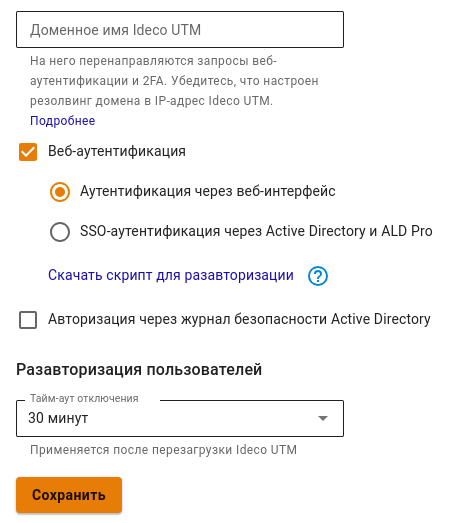 Доменное имя Ideco UTM
На него перенаправляются запросы веб-
аутентификации и 2FA. Убедитесь, что настроен
резолвинг домена в IP-адрес Ideco UTM.
Подробнее
Веб-аутентификация
Аутентификация через веб-интерфейс
SSO-аутентификация через Active Directory и ALD Pro
Скачать скрипт для разавторизации
Авторизация через журнал безопасности Active Directory
Разавторизация пользователей
Тайм-аут отключения
30 минут
Применяется после перезагрузки Ideco UTM
Сохранить